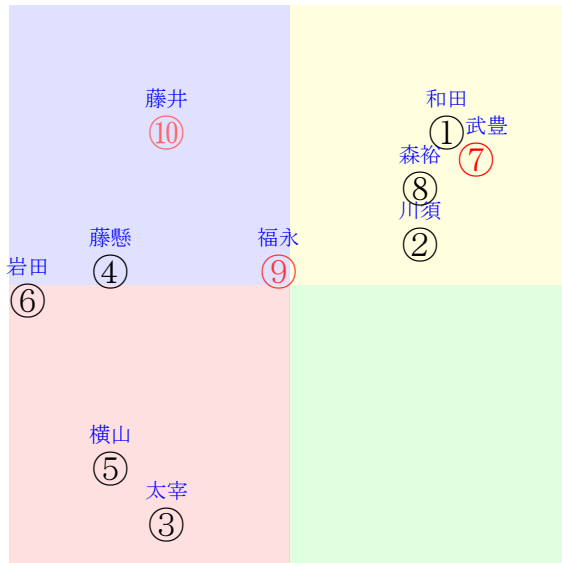 藤井
⑩
和田
①
武豊
⑦
森裕
⑧
川須
②
藤懸
④
福永
⑨
岩田
⑥
横山
⑤
太宰
③